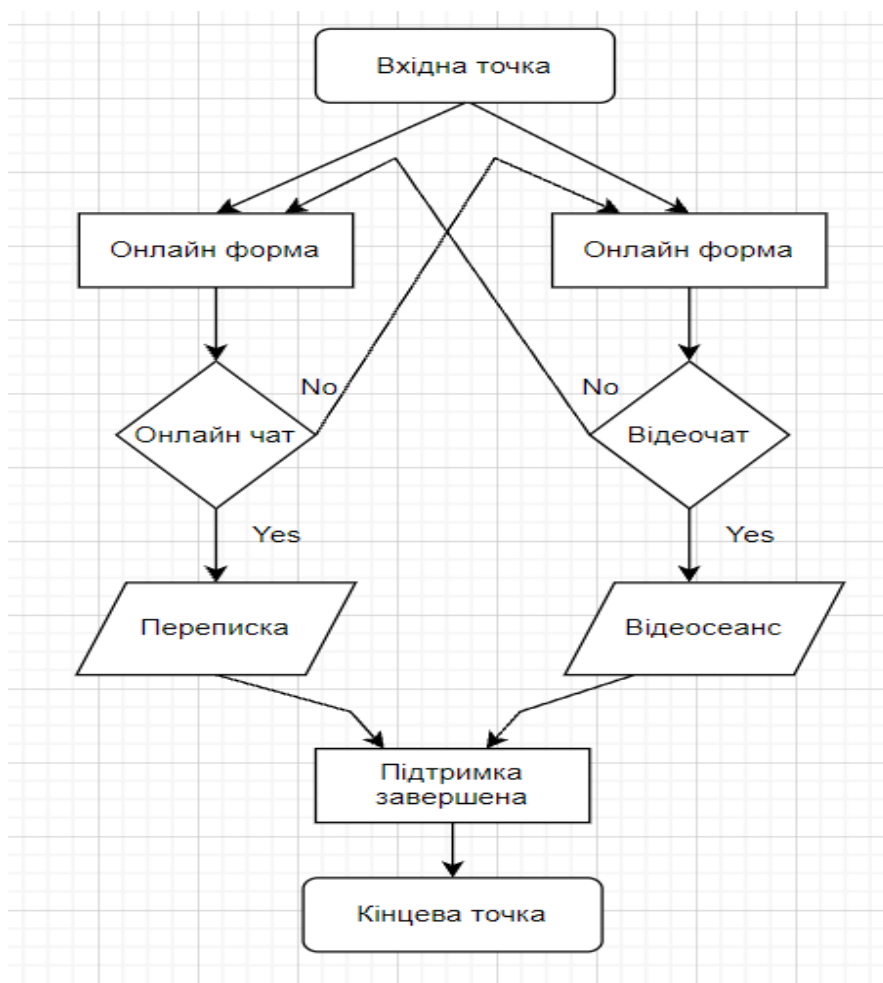 Вхідна точка
Онлайн форма
Онлайн форма
No
No
Онлайн чат
Відеочат
Yes
Yes
Переписка
Відеосеанс
Підтримка
завершена
Кінцева точка